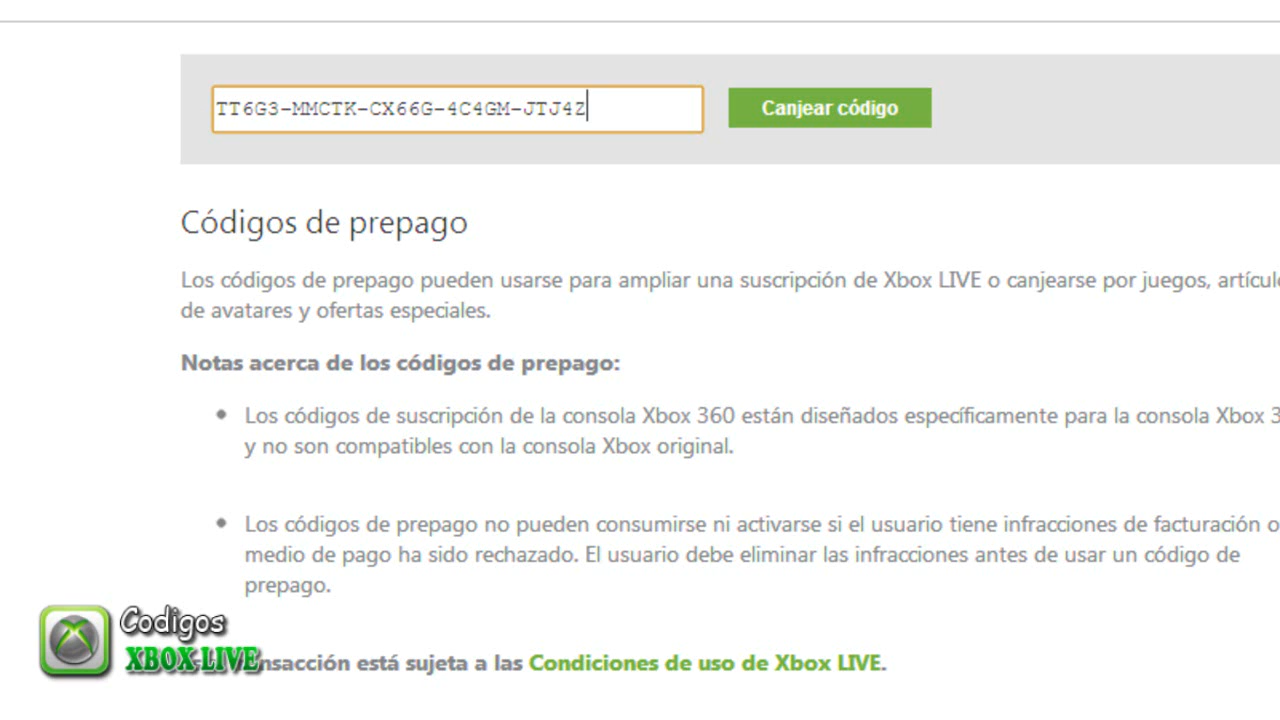 TT6G3-MMCTK-CX66G-4C4GM-JTJ4Z Canjear código
Códigos de prepago
Los códigos de prepago pueden usarse para ampliar una suscripción de Xbox LIVE o canjearse por juegos,
de avatares y ofertas especiales.
Notas acerca de los códigos de prepago:
• Los códigos de suscripción de la consola Xbox 360 están diseñados específicamente para la consola Xbox
y no son compatibles con la consola Xbox original.
• Los códigos de prepago no pueden consumirse ni activarse si el usuario tiene infracciones de facturación o
medio de pago ha sido rechazado. El usuario debe eliminar las infracciones antes de usar un código de
prepago.
Codigos
XBOX LIVE
está sujeta a las Condiciones de uso de Xbox LIVE.